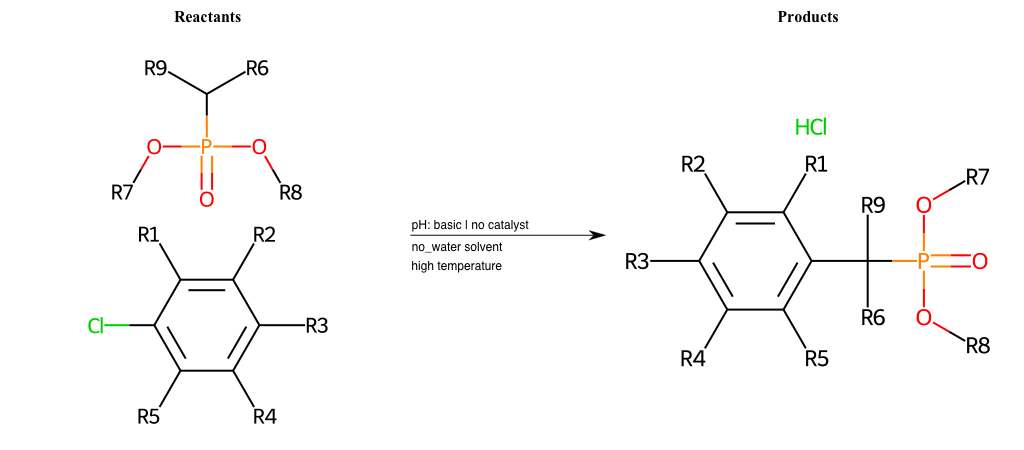 Reactants
Products
R9
R6
O
P
O
R7
O
R8
R1
R2
Cl
R3
R5
R4
pH: basic | no catalyst
no_water solvent
high temperature
HCl
R2
R1
R7
R9
O
R3
P
O
R6
O
R4
R5
R8